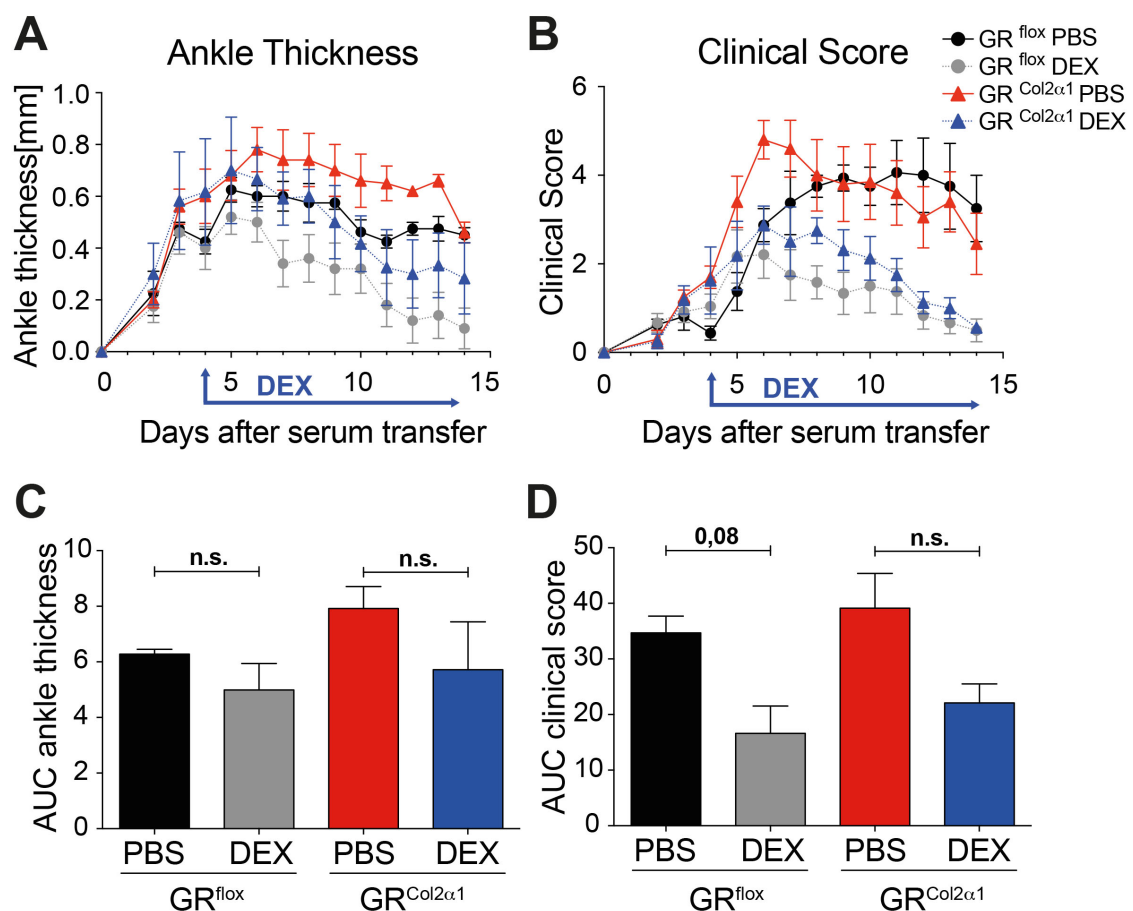 A
Ankle Thickness
Ankle thickness[mm]
1.0
0.8
0.6
0.4
0.2
0.0
0 5 10 15
DEX
Days after serum transfer
B
Clinical Score
GR flox PBS
GR flox DEX
GR Col2α1 PBS
GR Col2α1 DEX
Clinical Score
6
4
2
0
0 5 10 15
DEX
Days after serum transfer
C
AUC ankle thickness
10
8
6
4
2
0
n.s. n.s.
PBS DEX PBS DEX
GRflox GRCol2α1
D
AUC clinical score
50
40
30
20
10
0
0,08 n.s.
PBS DEX PBS DEX
GRflox GRCol2α1